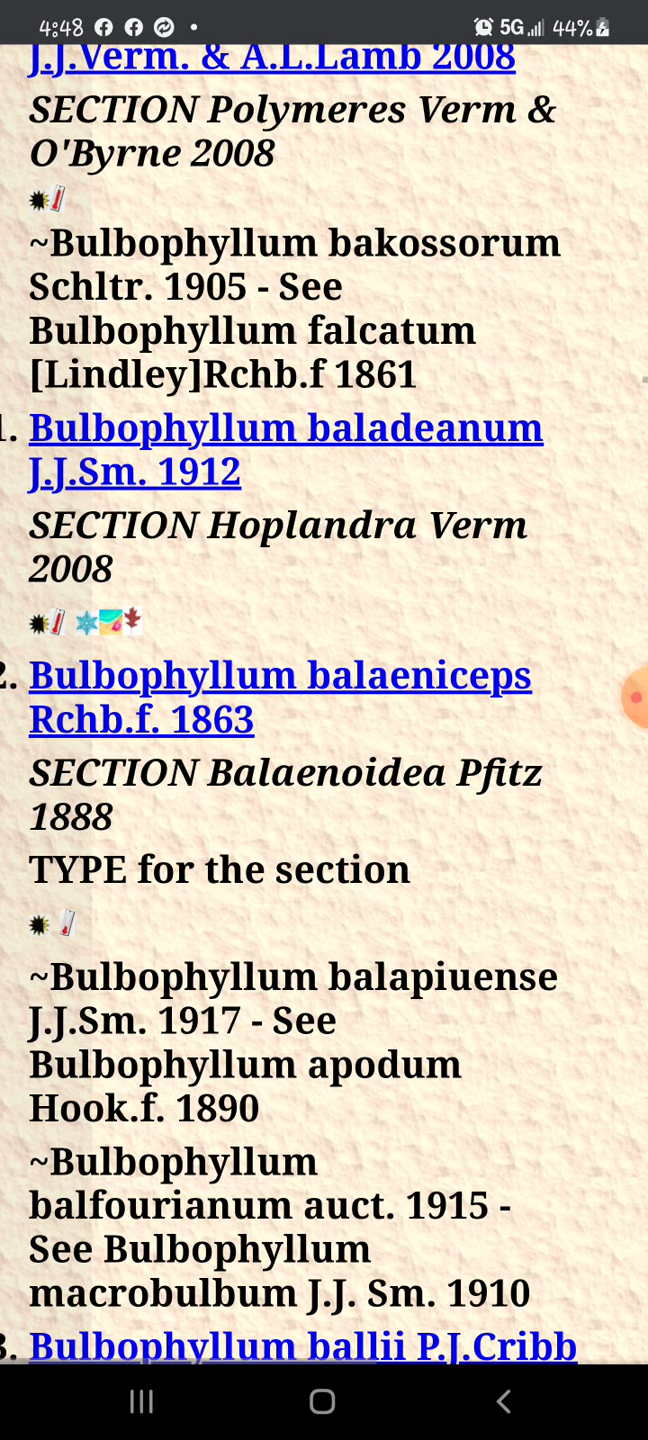 4:48
5G 44%
J.J.Verm. & A.L.Lamb 2008
SECTION Polymeres Verm &
O'Byrne 2008
~Bulbophyllum bakossorum
Schltr. 1905 - See
Bulbophyllum falcatum
[Lindley]Rchb.f 1861
1. Bulbophyllum baladeanum
J.J.Sm. 1912
SECTION Hoplandra Verm
2008
2. Bulbophyllum balaeniceps
Rchb.f. 1863
SECTION Balaenoidea Pfitz
1888
TYPE for the section
~Bulbophyllum balapiuense
J.J.Sm. 1917 - See
Bulbophyllum apodum
Hook.f. 1890
~Bulbophyllum
balfourianum auct. 1915 -
See Bulbophyllum
macrobulbum J.J. Sm. 1910
3. Bulbophyllum ballii P.J.Cribb